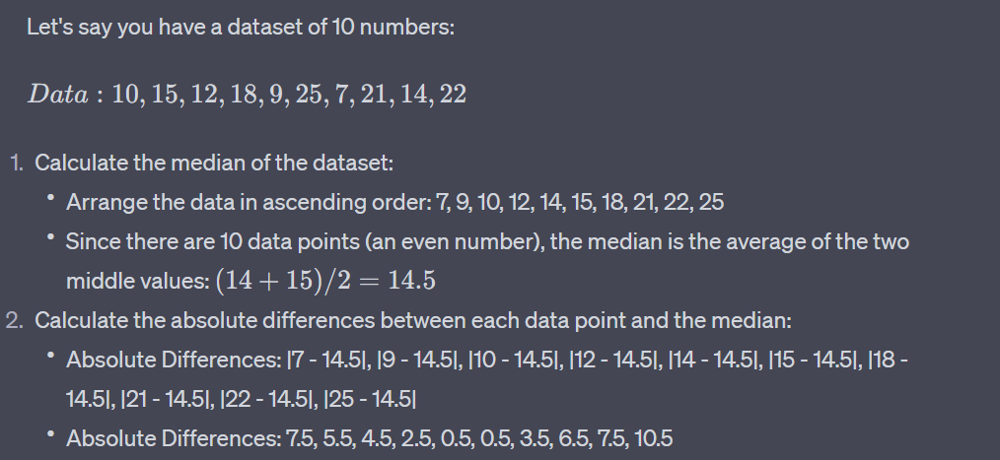 Let's say you have a dataset of 10 numbers:
Data : 10, 15, 12, 18, 9, 25, 7, 21, 14, 22
1. Calculate the median of the dataset:
• Arrange the data in ascending order: 7, 9, 10, 12, 14, 15, 18, 21, 22, 25
• Since there are 10 data points (an even number), the median is the average of the two
middle values: (14 + 15)/2 = 14.5
2. Calculate the absolute differences between each data point and the median:
• Absolute Differences: |7 - 14.5|, |9 - 14.5|, |10 - 14.5|, |12 - 14.5|, |14 - 14.5|, |15 - 14.5|, |18 -
14.5|, |21 - 14.5|, |22 - 14.5|, |25 - 14.5|
• Absolute Differences: 7.5, 5.5, 4.5, 2.5, 0.5, 0.5, 3.5, 6.5, 7.5, 10.5